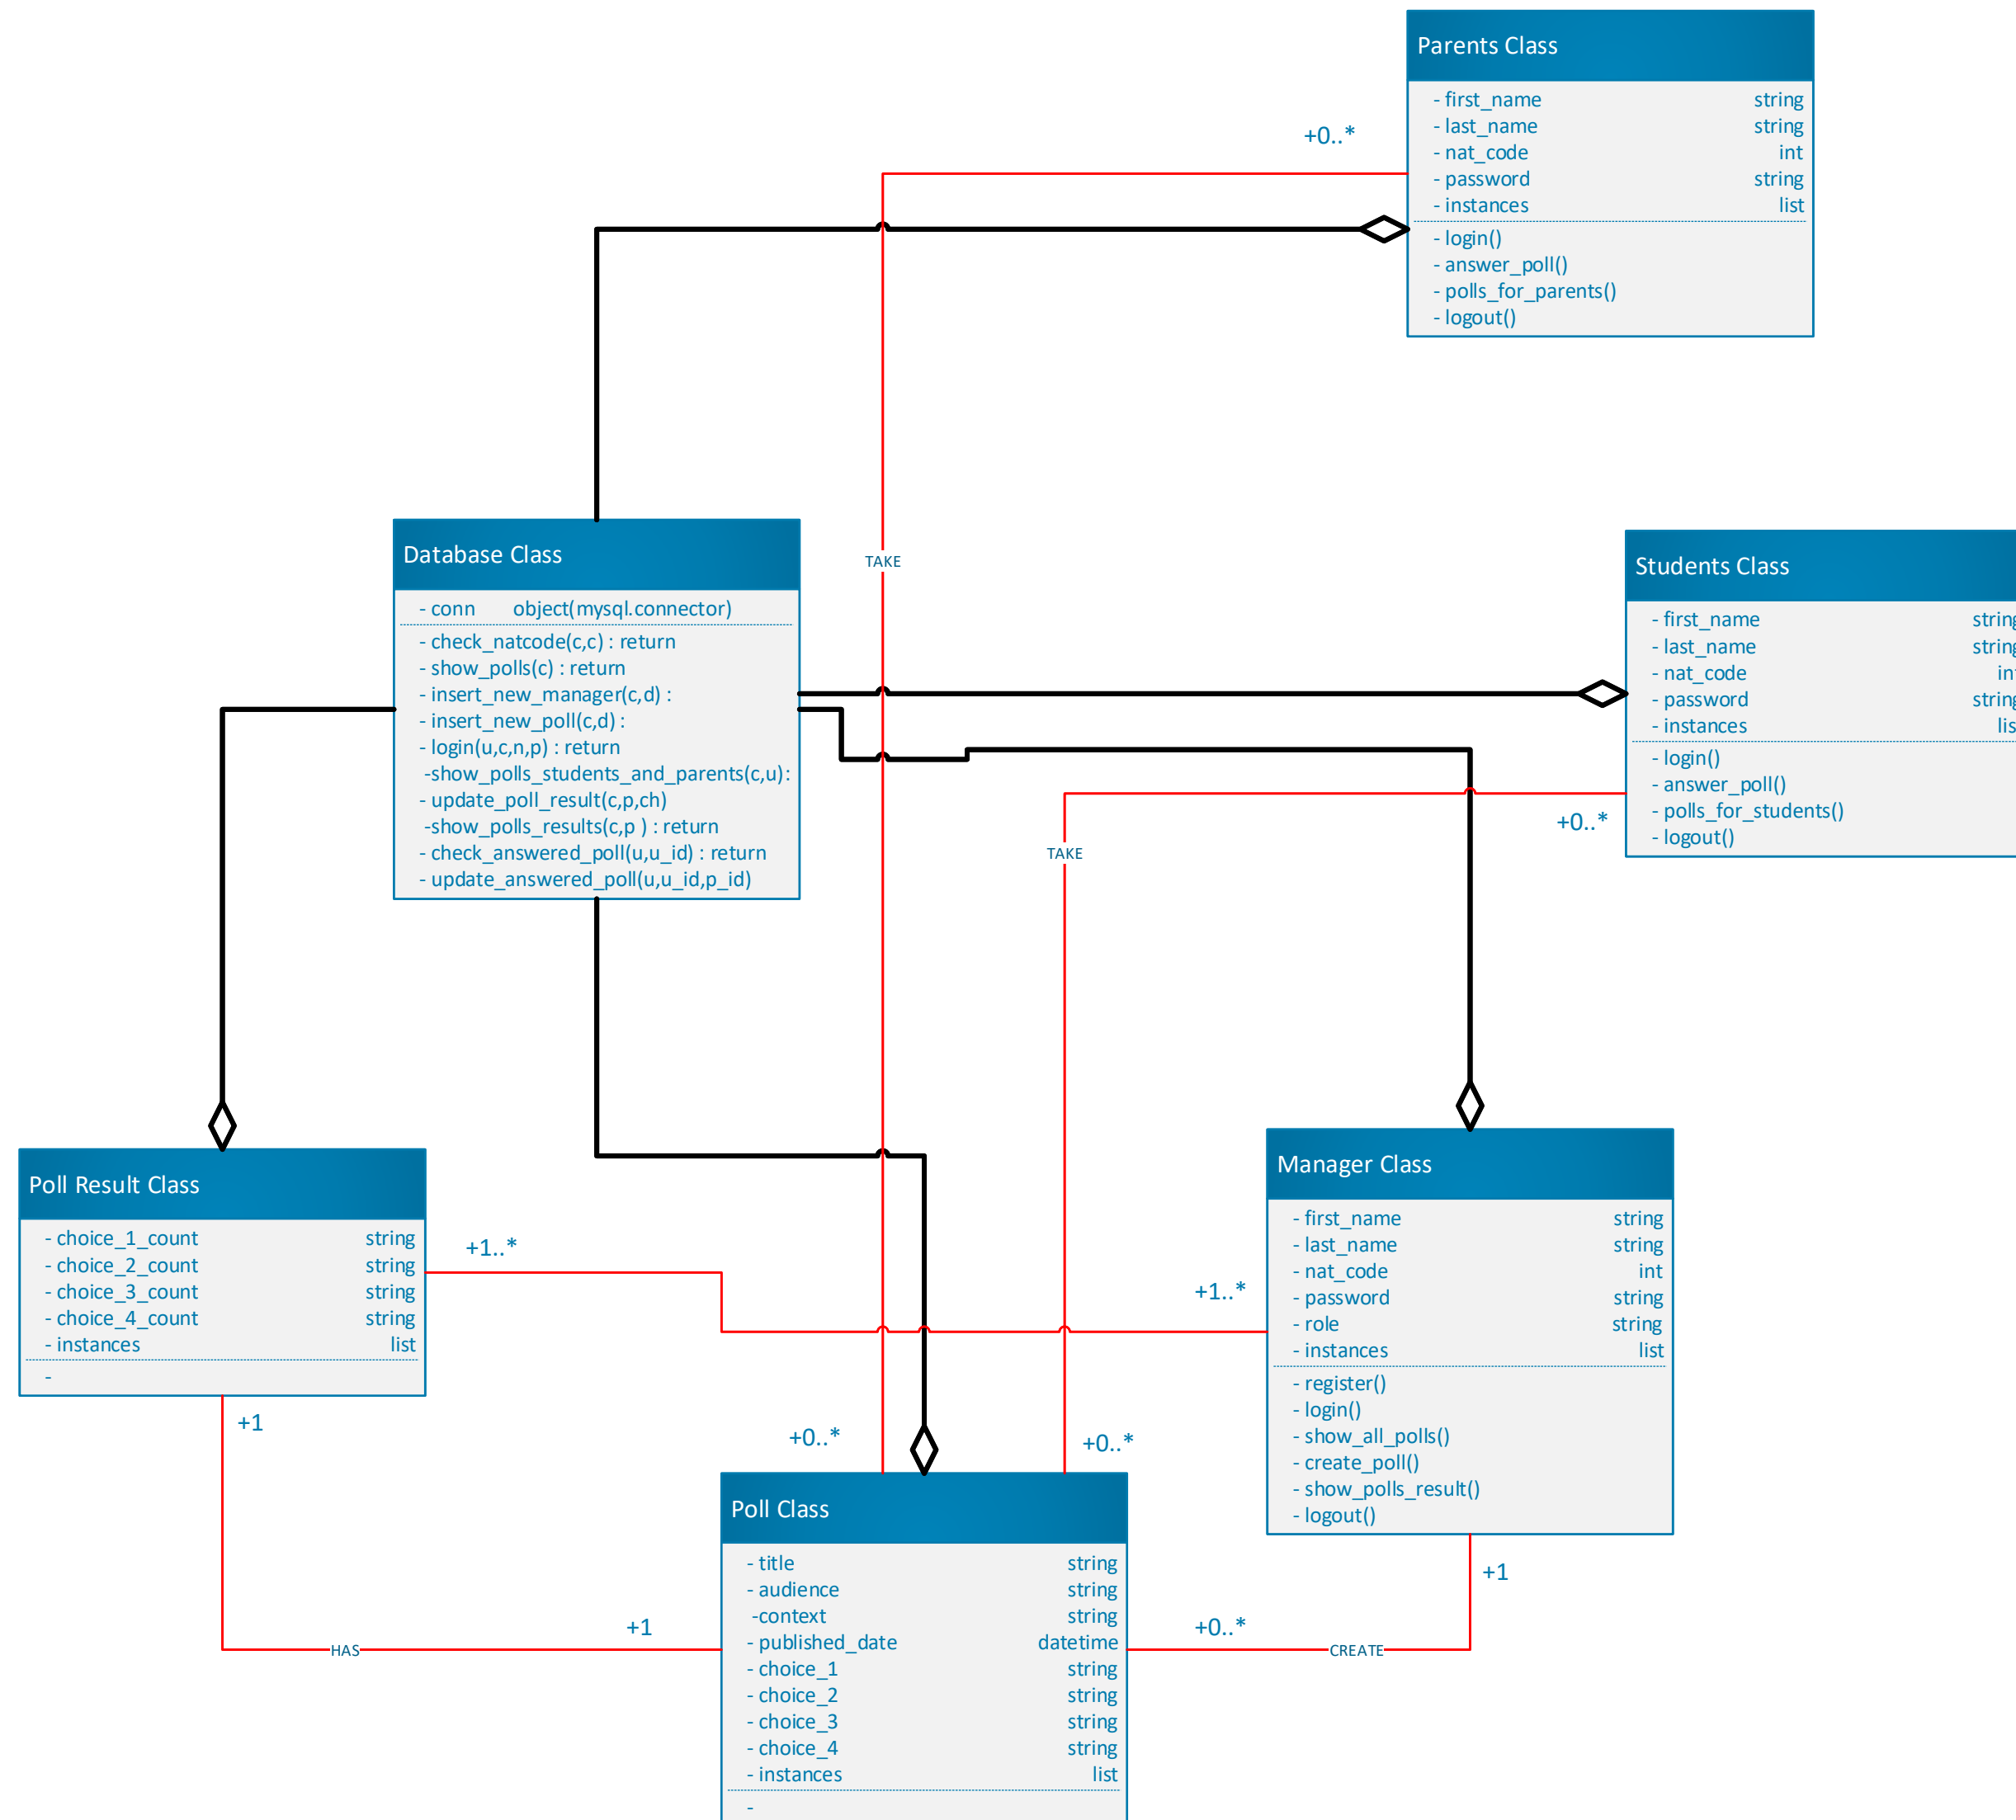 Parents Class
- first_name string
- last_name string
- nat_code int
- password string
- instances list
- login()
- answer_poll()
- polls_for_parents()
- logout()
+0..*
TAKE
Database Class
- conn object(mysql.connector)
- check_natcode(c,c) : return
- show_polls(c) : return
- insert_new_manager(c,d) :
- insert_new_poll(c,d) :
- login(u,c,n,p) : return
-show_polls_students_and_parents(c,u):
- update_poll_result(c,p,ch)
-show_polls_results(c,p ) : return
- check_answered_poll(u,u_id) : return
- update_answered_poll(u,u_id,p_id)
Students Class
- first_name string
- last_name string
- nat_code int
- password string
- instances list
- login()
- answer_poll()
- polls_for_students()
- logout()
+0..*
TAKE
Poll Result Class
- choice_1_count string
- choice_2_count string
- choice_3_count string
- choice_4_count string
- instances list
-
+1..*
+1..*
Manager Class
- first_name string
- last_name string
- nat_code int
- password string
- role string
- instances list
- register()
- login()
- show_all_polls()
- create_poll()
- show_polls_result()
- logout()
+1
+0..*
+0..*
Poll Class
- title string
- audience string
-context string
- published_date datetime
- choice_1 string
- choice_2 string
- choice_3 string
- choice_4 string
- instances list
-
+1
HAS
+0..*
+1
CREATE